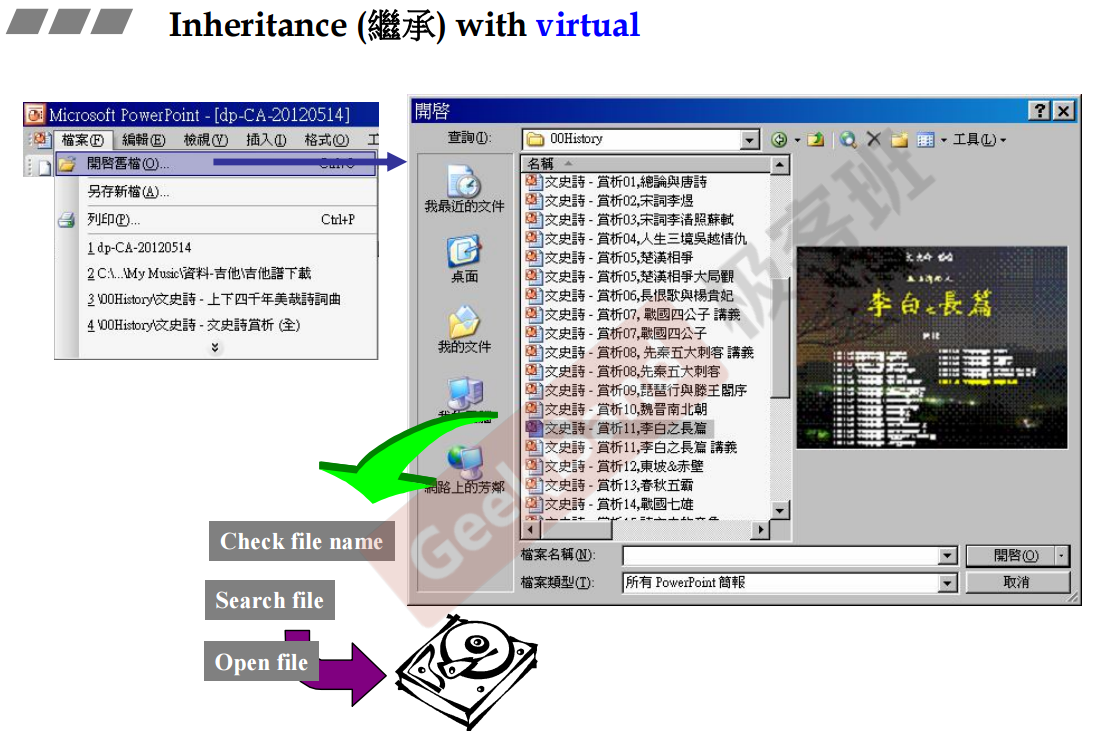 Inheritance (繼承) with virtual
Microsoft PowerPoint - [dp-CA-20120514]
檔案(F) 編輯(E) 檢視(V) 插入(I) 格式(O) 工
開啓舊檔(O)...
另存新檔(A)...
列印(P)... Ctrl+P
1 dp-CA-20120514
2 C:\...\My Music\資料-吉他\吉他譜下載
3 \00History\文史詩 - 上下四千年美哉詩詞曲
4 \00History\文史詩 - 文史詩賞析 (全)
開啓
查詢(I): 00History 工具(L)
名稱
文史詩 - 賞析01,總論與唐詩
文史詩 - 賞析02,宋詞李煜
文史詩 - 賞析03,宋詞李清照蘇軾
文史詩 - 賞析04,人生三境吳越情仇
文史詩 - 賞析05,楚漢相爭
文史詩 - 賞析05,楚漢相爭大局觀
文史詩 - 賞析06,長恨歌與楊貴妃
文史詩 - 賞析07, 戰國四公子 講義
文史詩 - 賞析07,戰國四公子
文史詩 - 賞析08, 先秦五大刺客 講義
文史詩 - 賞析08,先秦五大刺客
文史詩 - 賞析09,琵琶行與滕王閣序
文史詩 - 賞析10,魏晉南北朝
文史詩 - 賞析11,李白之長篇
文史詩 - 賞析11,李白之長篇 講義
文史詩 - 賞析12,東坡&赤壁
文史詩 - 賞析13,春秋五霸
文史詩 - 賞析14,戰國七雄
我最近的文件
桌面
我的文件
網路上的芳鄰
李白之長篇
檔案名稱(N): 開啓(O)
檔案類型(T): 所有 PowerPoint 簡報 取消
Check file name
Search file
Open file
极客班